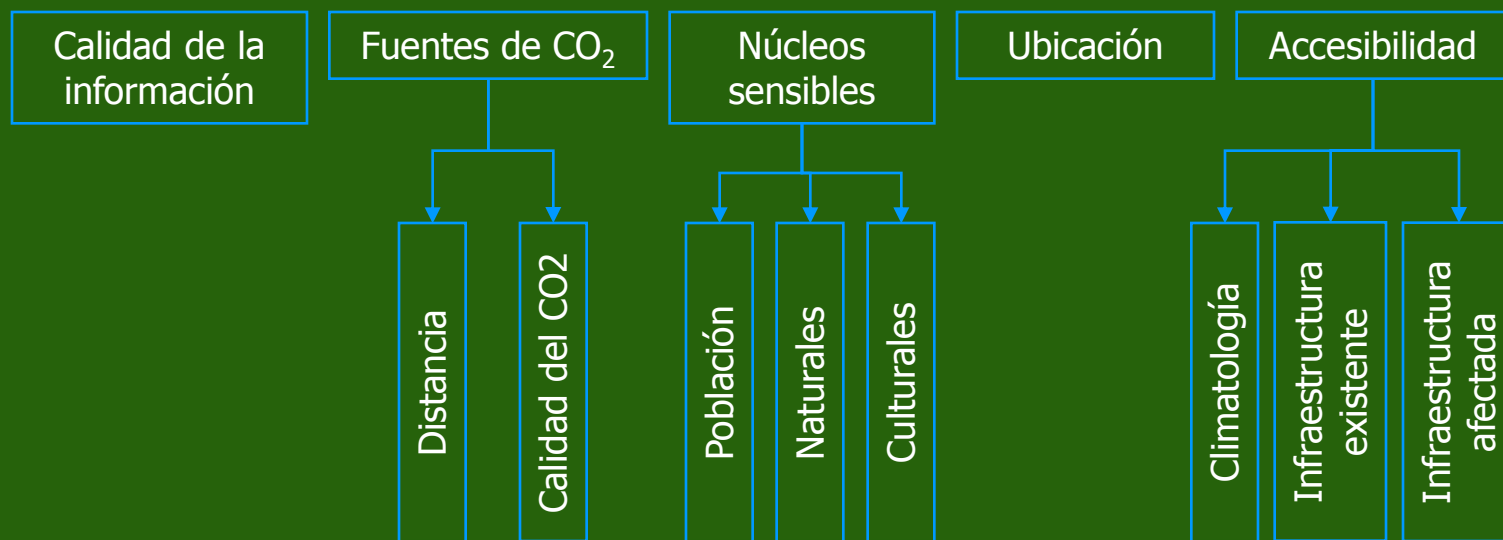 Calidad de la
información
Fuentes de CO₂
Núcleos
sensibles
Ubicación
Accesibilidad
Distancia
Calidad del CO2
Población
Naturales
Culturales
Climatología
Infraestructura
existente
Infraestructura
afectada